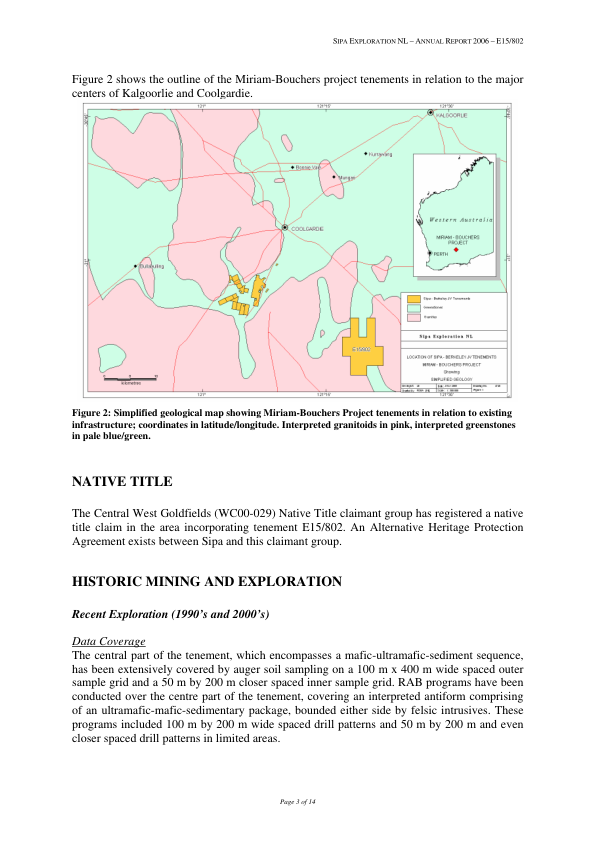 SIPA EXPLORATION NL – ANNUAL REPORT 2006 – E15/802
Figure 2 shows the outline of the Miriam-Bouchers project tenements in relation to the major
centers of Kalgoorlie and Coolgardie.
121°
121°15'
121°30'
KALGOORLIE
Kurrawang
Bonnie Vale
Mungari
COOLGARDIE
Bullabulling
Western Australia
MIRIAM - BOUCHERS
PROJECT
PERTH
Sipa - Berkeley JV Tenements
Greenstones
Granites
E15/802
Sipa Exploration NL
LOCATION OF SIPA - BERKELEY JV TENEMENTS
MIRIAM - BOUCHERS PROJECT
Showing
SIMPLIFIED GEOLOGY
kilometres
121°
121°15'
121°30'
Figure 2: Simplified geological map showing Miriam-Bouchers Project tenements in relation to existing
infrastructure; coordinates in latitude/longitude. Interpreted granitoids in pink, interpreted greenstones
in pale blue/green.
NATIVE TITLE
The Central West Goldfields (WC00-029) Native Title claimant group has registered a native
title claim in the area incorporating tenement E15/802. An Alternative Heritage Protection
Agreement exists between Sipa and this claimant group.
HISTORIC MINING AND EXPLORATION
Recent Exploration (1990's and 2000's)
Data Coverage
The central part of the tenement, which encompasses a mafic-ultramafic-sediment sequence,
has been extensively covered by auger soil sampling on a 100 m x 400 m wide spaced outer
sample grid and a 50 m by 200 m closer spaced inner sample grid. RAB programs have been
conducted over the centre part of the tenement, covering an interpreted antiform comprising
of an ultramafic-mafic-sedimentary package, bounded either side by felsic intrusives. These
programs included 100 m by 200 m wide spaced drill patterns and 50 m by 200 m and even
closer spaced drill patterns in limited areas.
Page 3 of 14